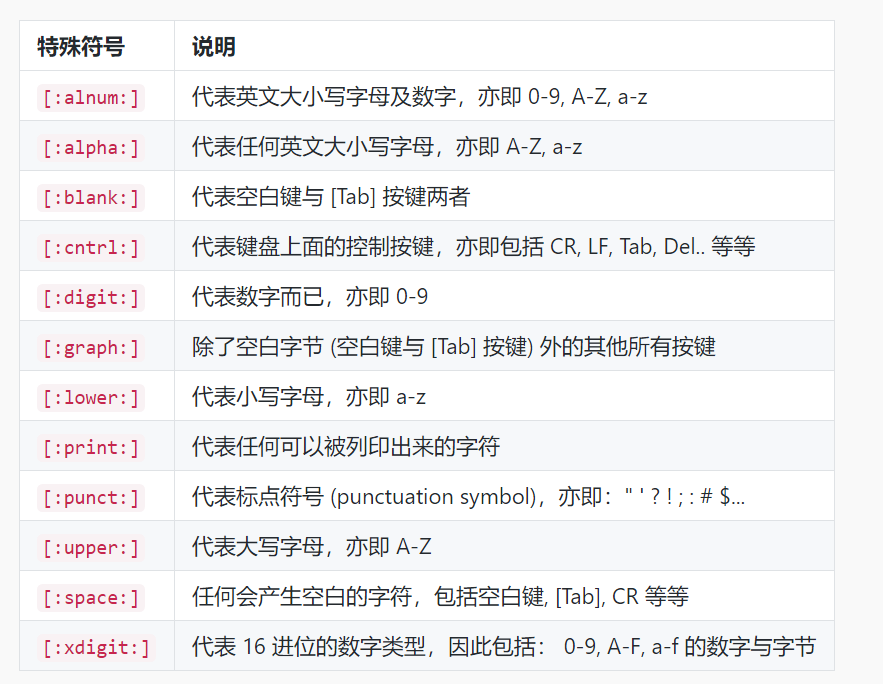 特殊符号 说明
[:alnum:] 代表英文大小写字母及数字，亦即 0-9, A-Z, a-z
[:alpha:] 代表任何英文大小写字母，亦即 A-Z, a-z
[:blank:] 代表空白键与 [Tab] 按键两者
[:cntrl:] 代表键盘上面的控制按键，亦即包括 CR, LF, Tab, Del.. 等等
[:digit:] 代表数字而已，亦即 0-9
[:graph:] 除了空白字节 (空白键与 [Tab] 按键) 外的其他所有按键
[:lower:] 代表小写字母，亦即 a-z
[:print:] 代表任何可以被列印出来的字符
[:punct:] 代表标点符号 (punctuation symbol)，亦即：" ' ? ! ; : # $...
[:upper:] 代表大写字母，亦即 A-Z
[:space:] 任何会产生空白的字符，包括空白键, [Tab], CR 等等
[:xdigit:] 代表 16 进位的数字类型，因此包括： 0-9, A-F, a-f 的数字与字节